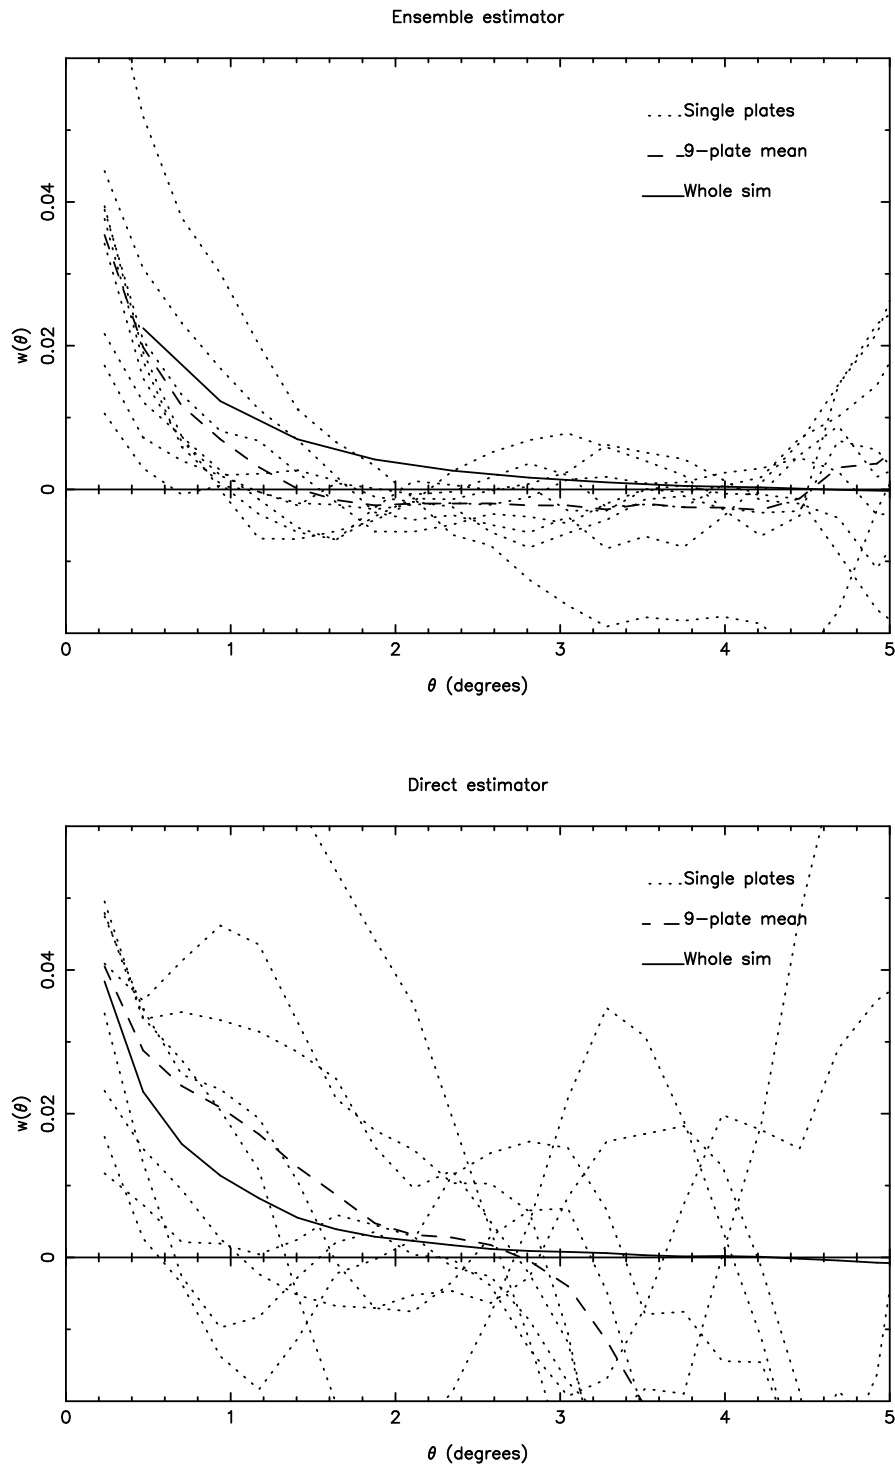 Ensemble estimator
Single plates
9-plate mean
Whole sim
0.04
0.02
0
w(θ)
0 1 2 3 4 5
θ (degrees)
Direct estimator
Single plates
9-plate mean
Whole sim
0.04
0.02
0
w(θ)
0 1 2 3 4 5
θ (degrees)